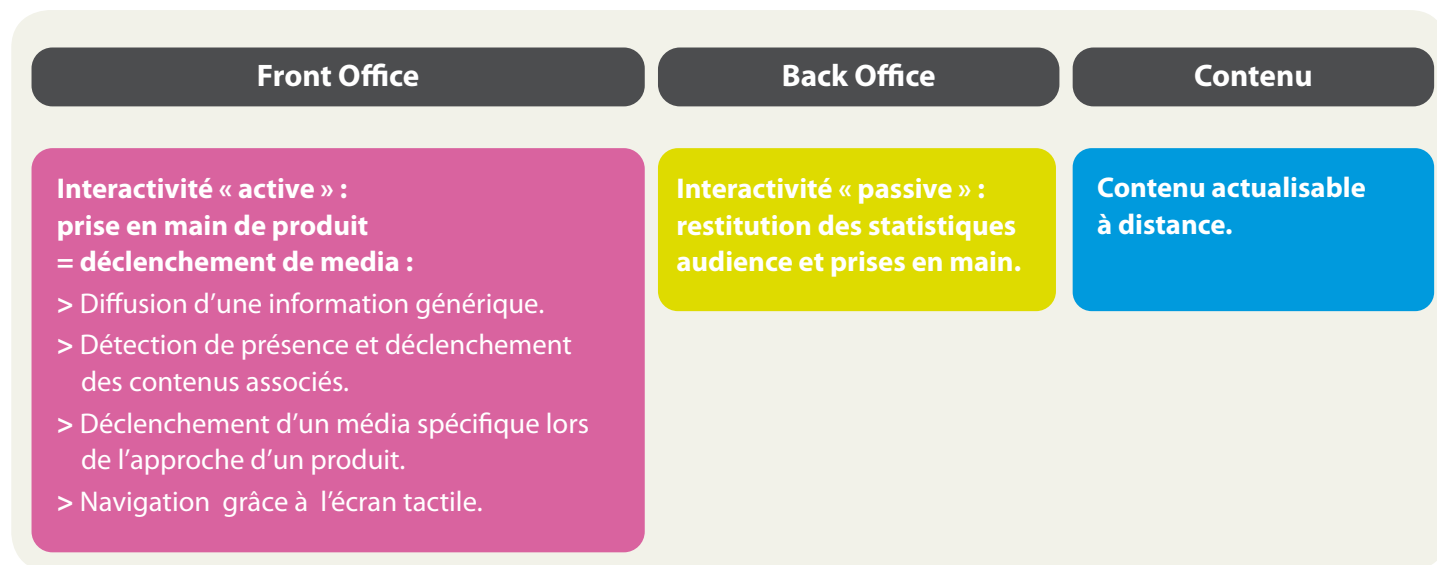 Front Office
Back Office
Contenu
Interactivité « active » :
prise en main de produit
= déclenchement de media :
> Diffusion d’une information générique.
> Détection de présence et déclenchement
des contenus associés.
> Déclenchement d’un média spécifique lors
de l’approche d’un produit.
> Navigation grâce à l’écran tactile.
Interactivité « passive » :
restitution des statistiques
audience et prises en main.
Contenu actualisable
à distance.